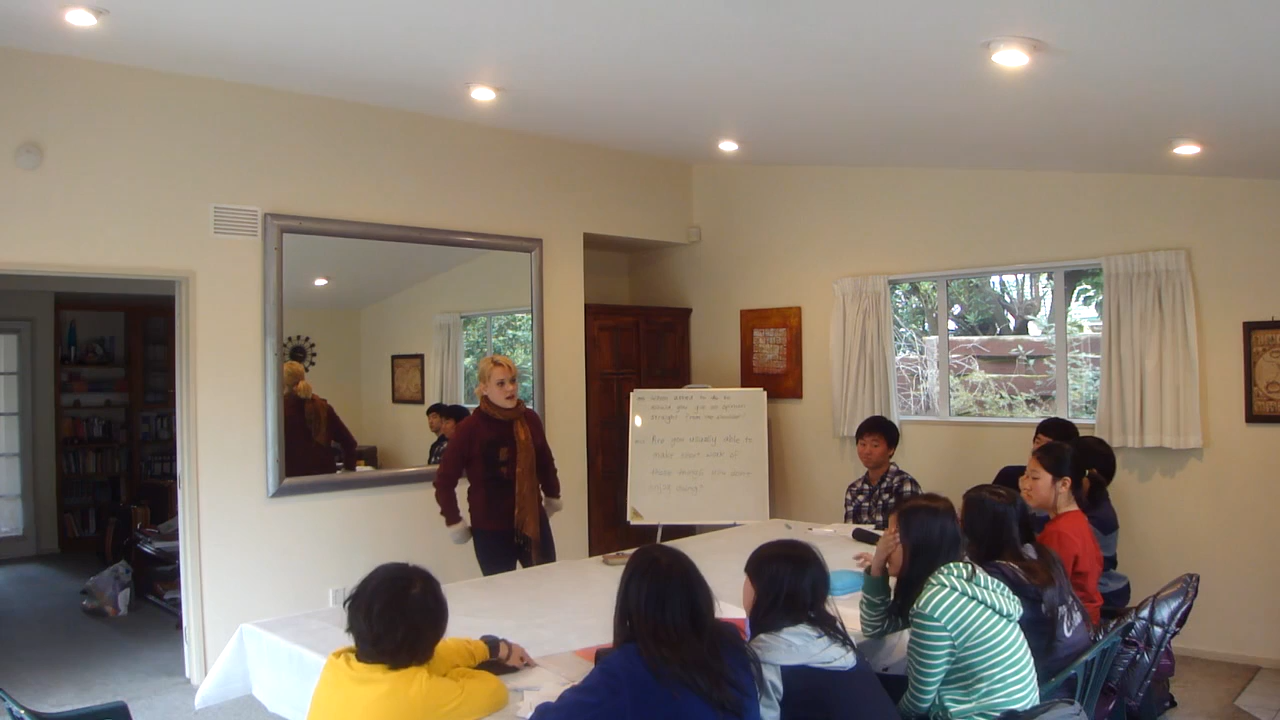 when asked to do so
would you give an opinion
straight from the shoulder?
Are you usually able to
make short work of
those things you don't
enjoy doing?